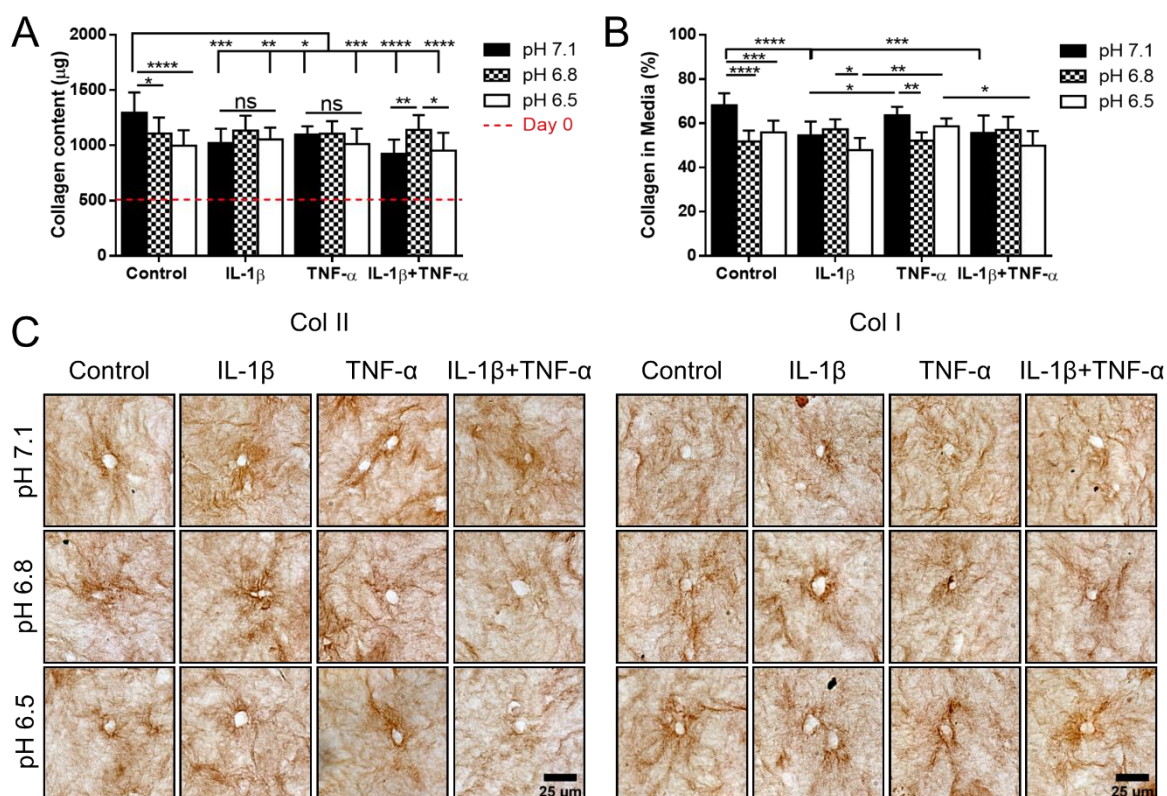 A
2000
1500
1000
500
0
Collagen content (µg)
*** ** * *** **** ****
****
*
ns
ns
** *
Control IL-1β TNF-α IL-1β+TNF-α
pH 7.1
pH 6.8
pH 6.5
Day 0
B
100
80
60
40
20
0
Collagen in Media (%)
**** ***
***
****
* **
* **
*
Control IL-1β TNF-α IL-1β+TNF-α
pH 7.1
pH 6.8
pH 6.5
C
Col II
Control IL-1β TNF-α IL-1β+TNF-α
pH 7.1
pH 6.8
pH 6.5
25 µm
Col I
Control IL-1β TNF-α IL-1β+TNF-α
25 µm